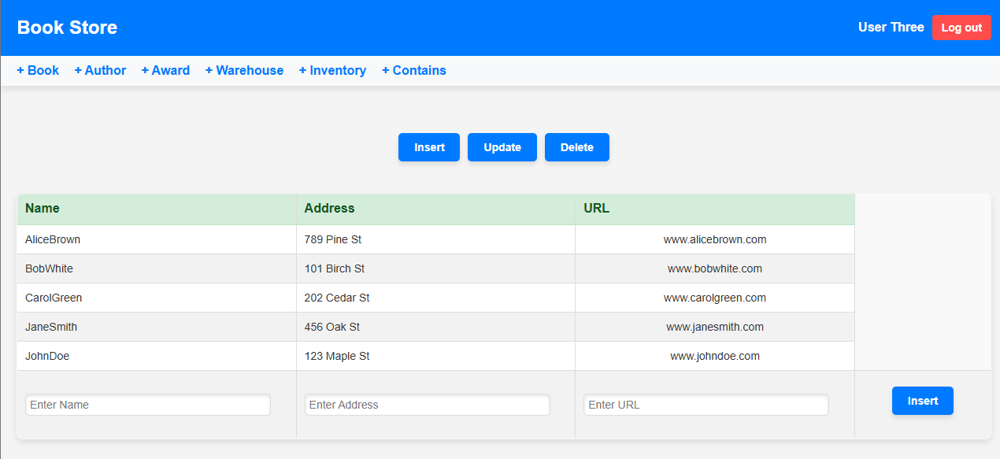 Book Store
User Three Log out
+ Book + Author + Award + Warehouse + Inventory + Contains
Insert Update Delete
Name Address URL
AliceBrown 789 Pine St www.alicebrown.com
BobWhite 101 Birch St www.bobwhite.com
CarolGreen 202 Cedar St www.carolgreen.com
JaneSmith 456 Oak St www.janesmith.com
JohnDoe 123 Maple St www.johndoe.com
Enter Name Enter Address Enter URL Insert